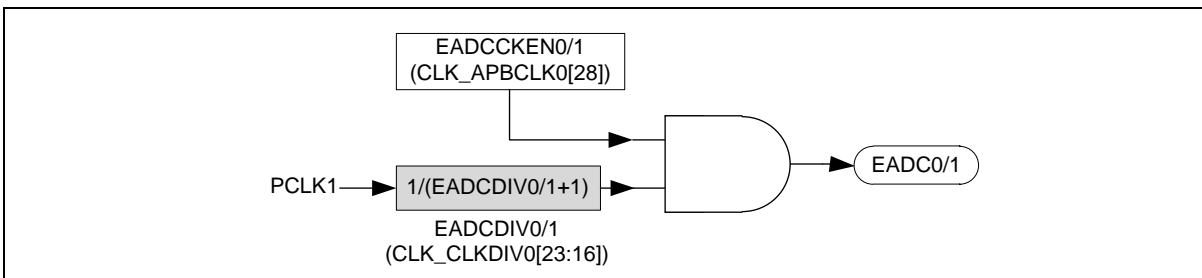 EADCCKEN0/1
(CLK_APBCLK0[28])
PCLK1
1/(EADCDIV0/1+1)
EADC0/1
EADCDIV0/1
(CLK_CLKDIV0[23:16])